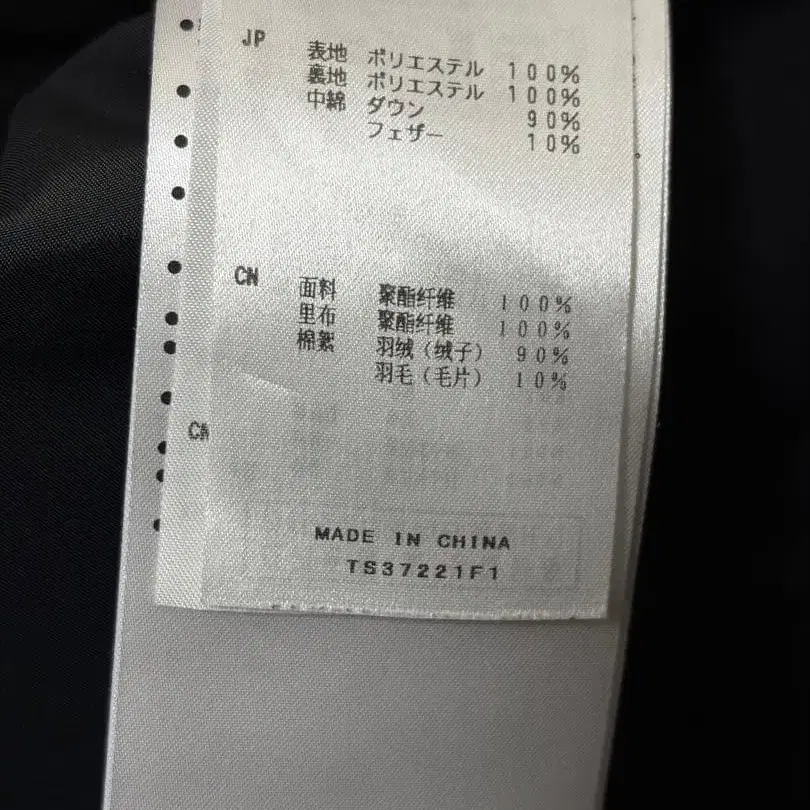 JP
表地 ポリエステル 100%
裏地 ポリエステル 100%
中綿 ダウン 90%
フェザー 10%
CN
面料 聚酯纤维 100%
里布 聚酯纤维 100%
棉絮 羽绒（绒子） 90%
羽毛（毛片） 10%
CN
MADE IN CHINA
TS37221F1